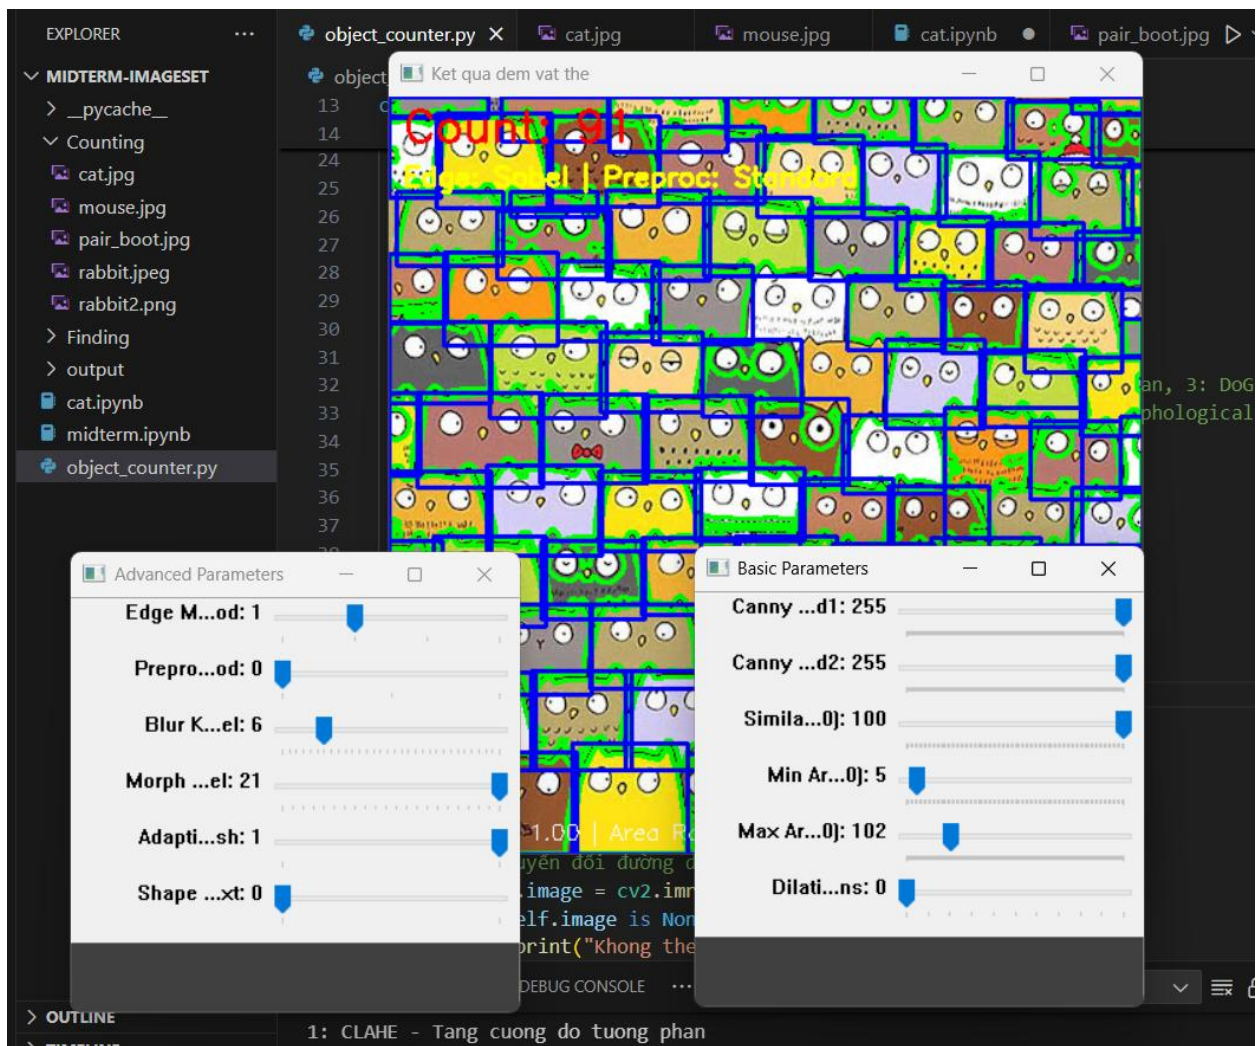 EXPLORER ...
object_counter.py
cat.jpg
mouse.jpg
cat.ipynb
pair_boot.jpg
MIDTERM-IMAGESET
object
Ket qua dem vat the
__pycache__
13
Counting
14
Count: 91
cat.jpg
24
Edge: Sobel | Preproc: Standard
mouse.jpg
25
pair_boot.jpg
26
27
rabbit.jpeg
28
rabbit2.png
29
30
Finding
31
output
32
an, 3: DoG
cat.ipynb
33
phological
midterm.ipynb
34
object_counter.py
35
36
37
Advanced Parameters
Edge M...od: 1
Prepro...od: 0
Blur K...el: 6
Morph ...el: 21
Adapti...sh: 1
Shape ...xt: 0
Basic Parameters
Canny ...d1: 255
Canny ...d2: 255
Simila...0): 100
Min Ar...0): 5
Max Ar...0): 102
Dilati...ns: 0
1.00 | Area R
uyển đổi đường d
.image = cv2.imr
elf.image is Non
print("Khong the
DEBUG CONSOLE ...
OUTLINE
TIMELINE
1: CLAHE - Tang cuong do tuong phan